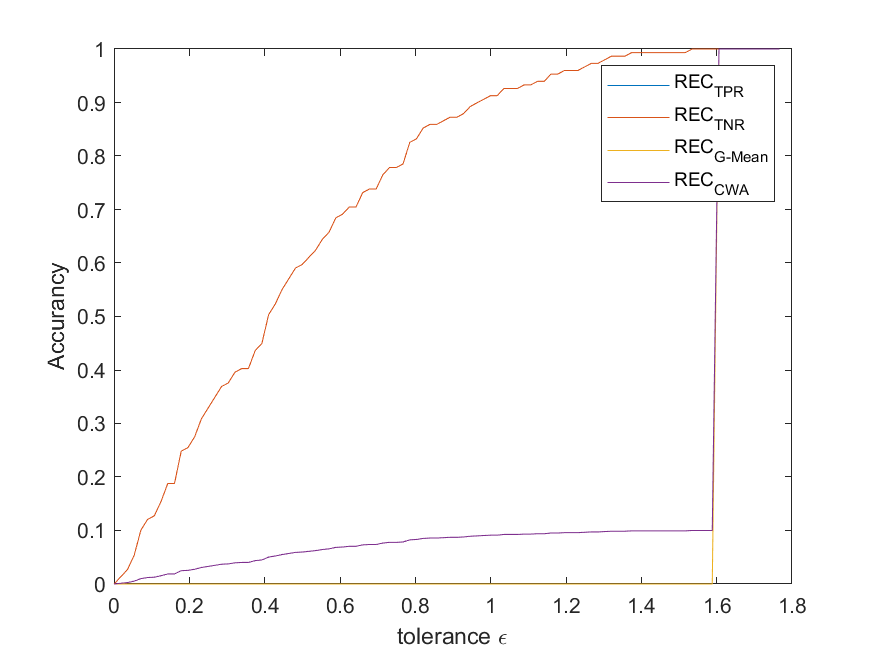 1
0.9
0.8
0.7
0.6
0.5
0.4
0.3
0.2
0.1
0
Accurancy
REC_TPR
REC_TNR
REC_G-Mean
REC_CWA
0 0.2 0.4 0.6 0.8 1 1.2 1.4 1.6 1.8
tolerance ϵ